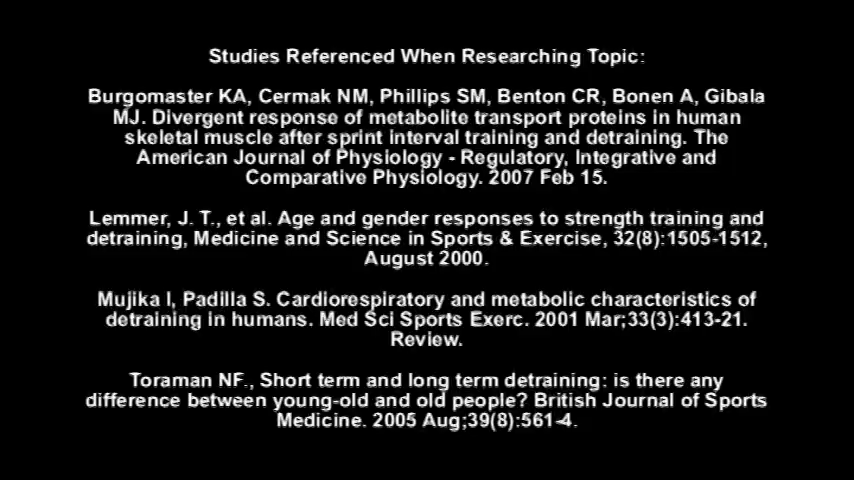 Studies Referenced When Researching Topic:
Burgomaster KA, Cermak NM, Phillips SM, Benton CR, Bonen A, Gibala
MJ. Divergent response of metabolite transport proteins in human
skeletal muscle after sprint interval training and detraining. The
American Journal of Physiology - Regulatory, Integrative and
Comparative Physiology. 2007 Feb 15.
Lemmer, J. T., et al. Age and gender responses to strength training and
detraining, Medicine and Science in Sports & Exercise, 32(8):1505-1512,
August 2000.
Mujika I, Padilla S. Cardiorespiratory and metabolic characteristics of
detraining in humans. Med Sci Sports Exerc. 2001 Mar;33(3):413-21.
Review.
Toraman NF., Short term and long term detraining: is there any
difference between young-old and old people? British Journal of Sports
Medicine. 2005 Aug;39(8):561-4.